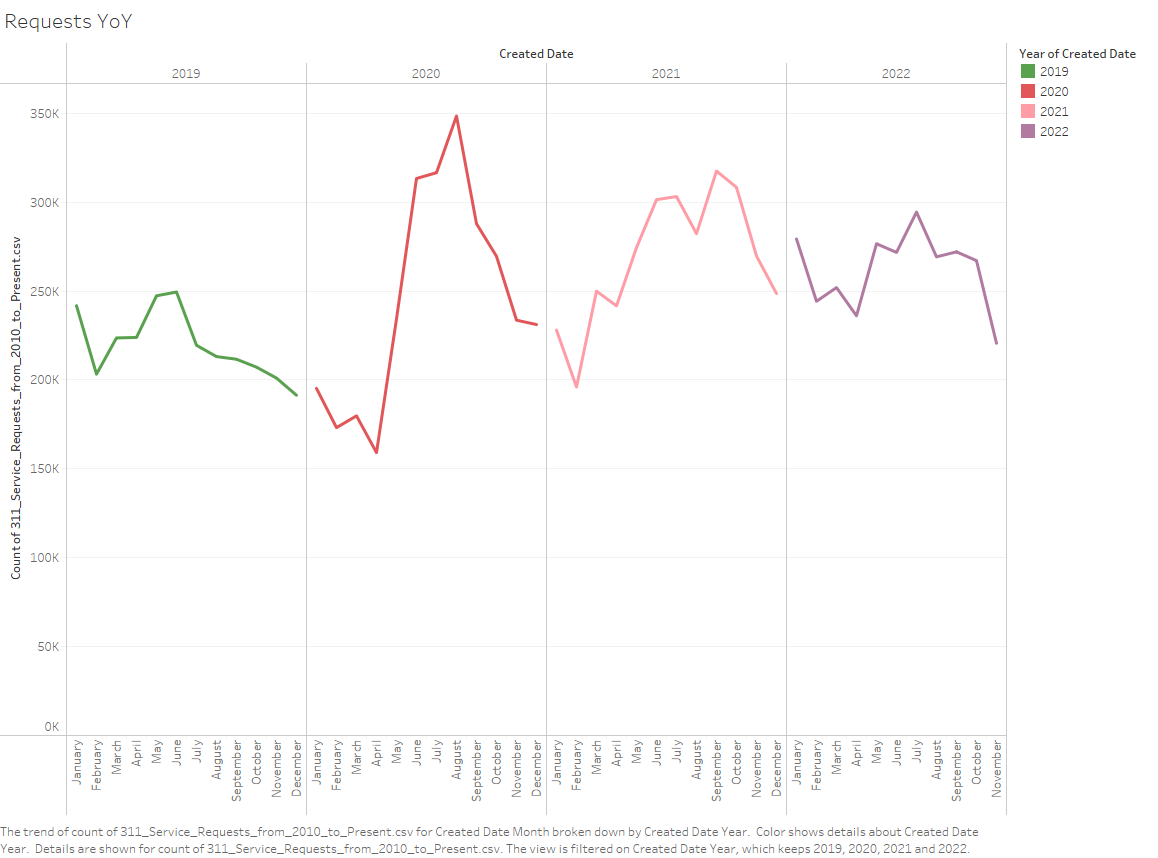 Requests YoY
Created Date
2019 2020 2021 2022
Year of Created Date
2019
2020
2021
2022
Count of 311_Service_Requests_from_2010_to_Present.csv
350K
300K
250K
200K
150K
100K
50K
0K
January February March April May June July August September October November December January February March April May June July August September October November December January February March April May June July August September October November December January February March April May June July August September October November
The trend of count of 311_Service_Requests_from_2010_to_Present.csv for Created Date Month broken down by Created Date Year.  Color shows details about Created Date
Year.  Details are shown for count of 311_Service_Requests_from_2010_to_Present.csv. The view is filtered on Created Date Year, which keeps 2019, 2020, 2021 and 2022.